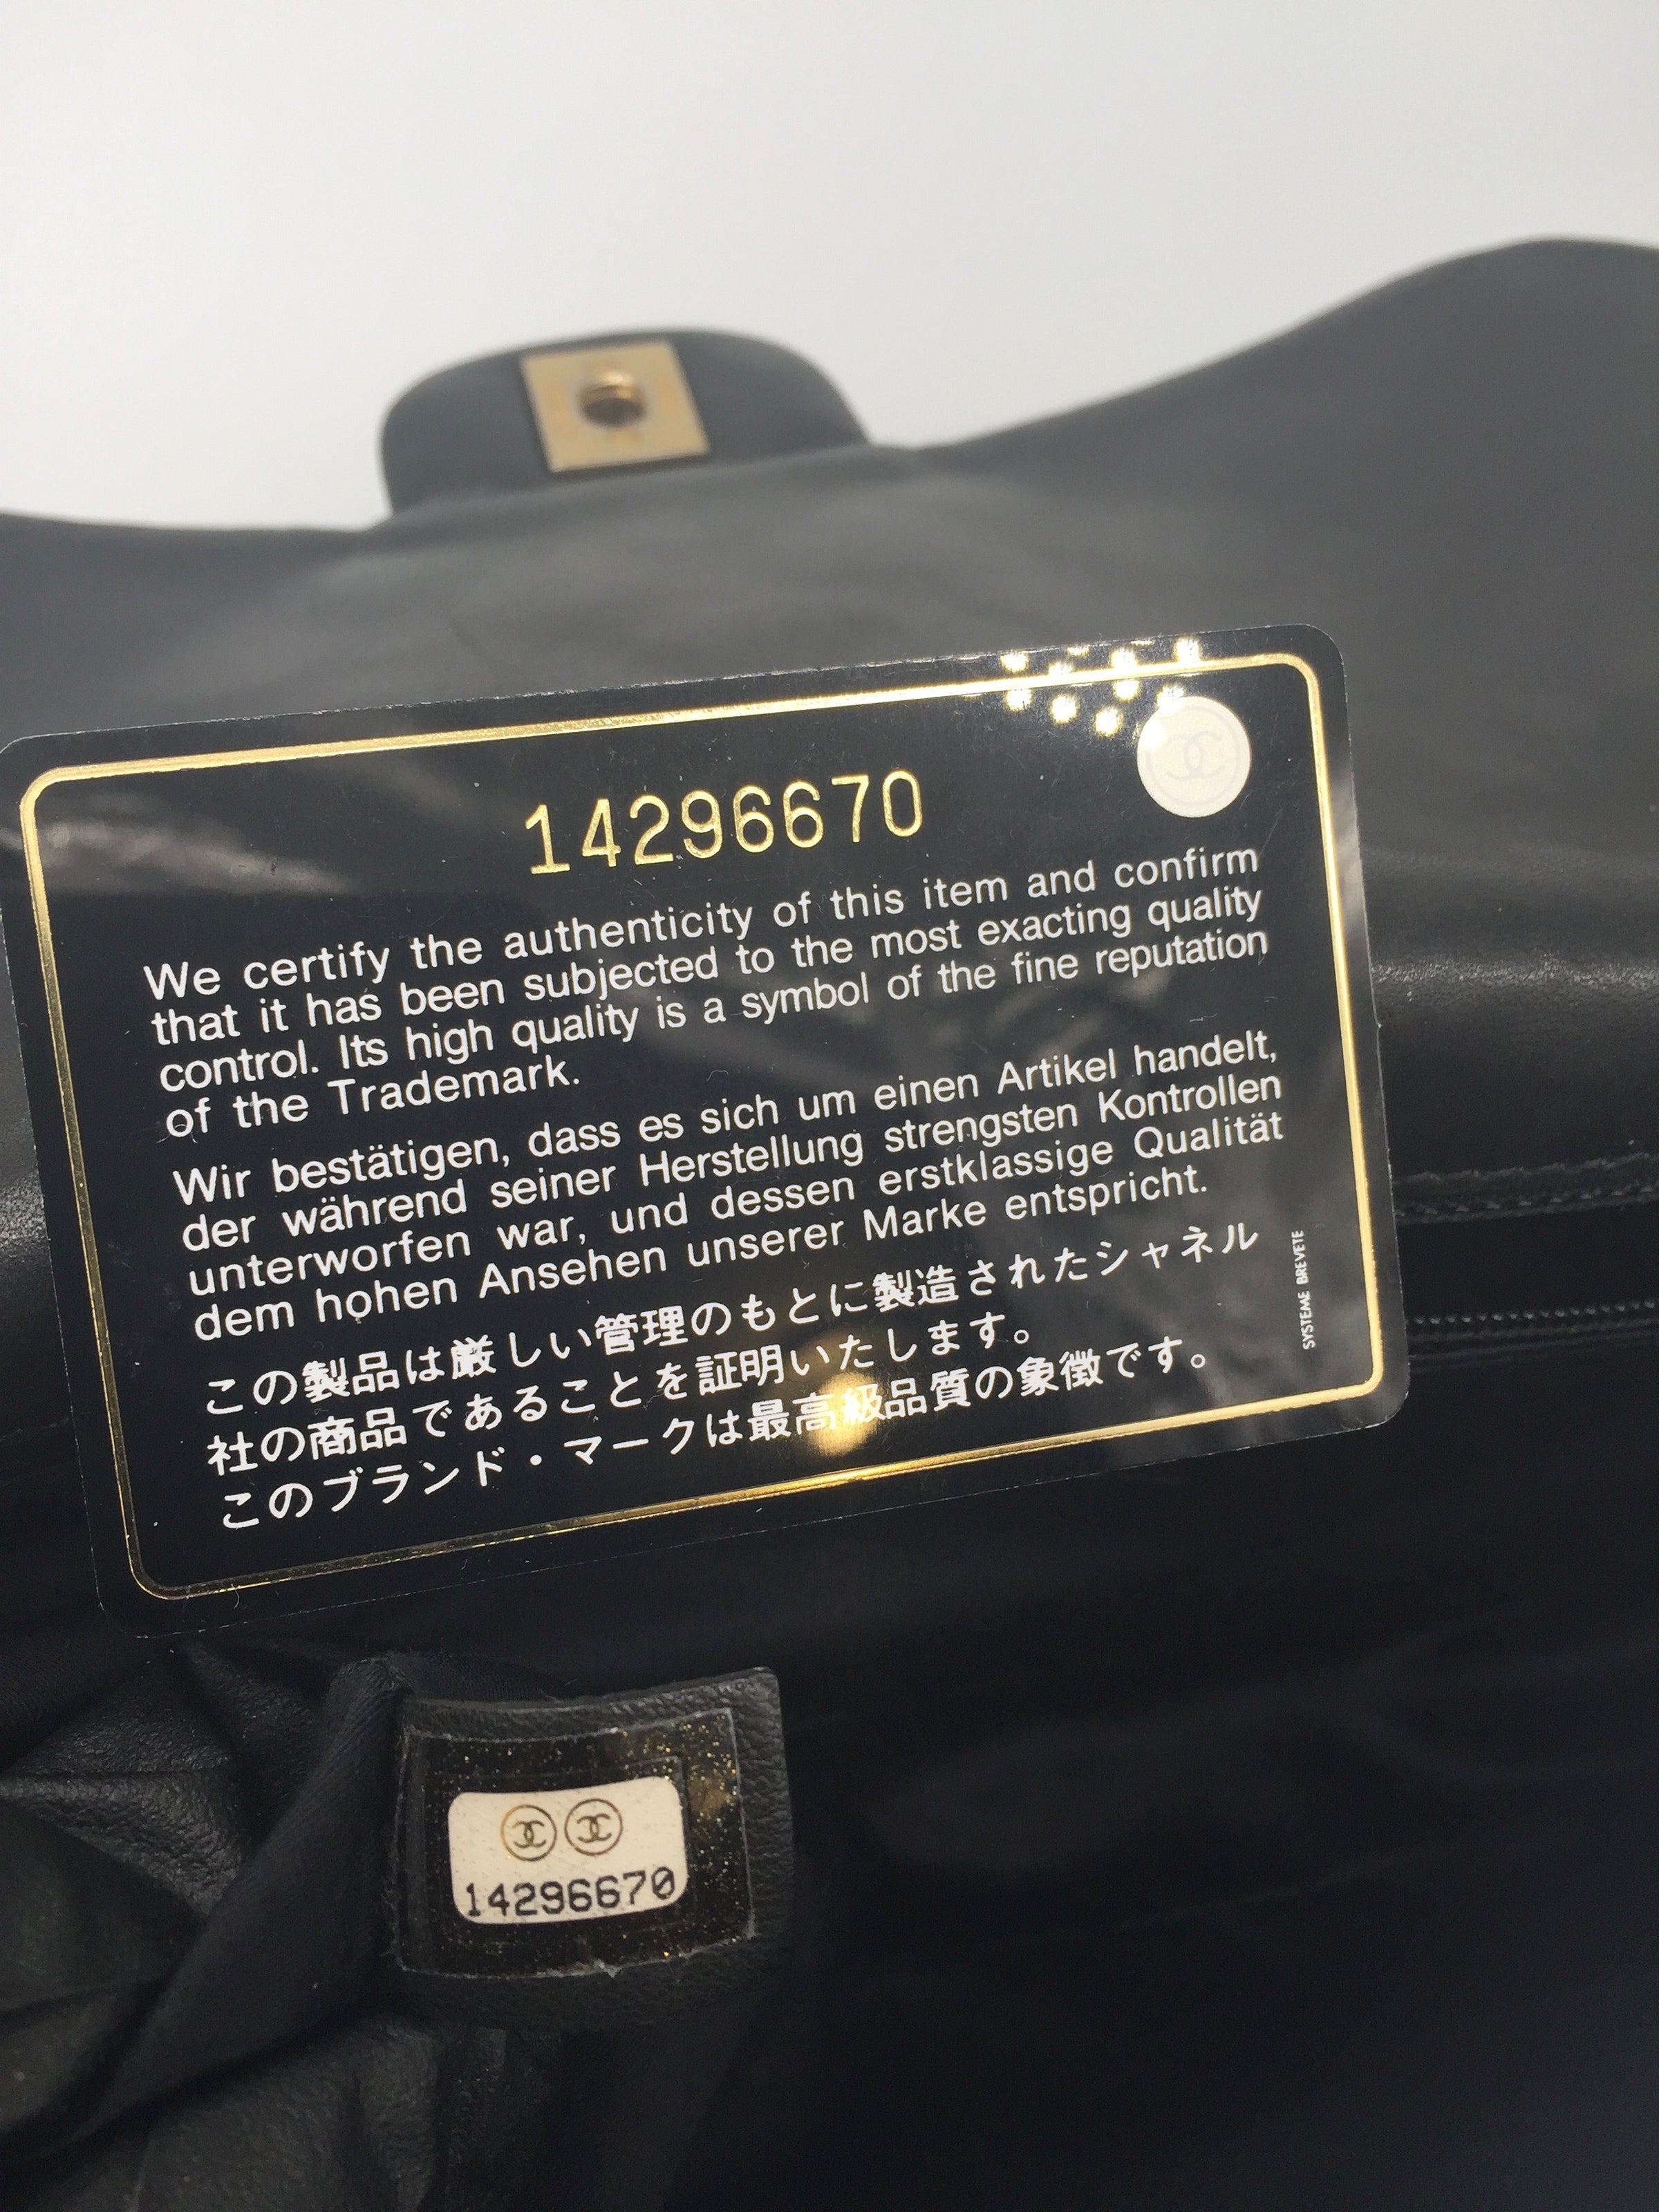 14296670
We certify the authenticity of this item and confirm
that it has been subjected to the most exacting quality
control. Its high quality is a symbol of the fine reputation
of the Trademark.
Wir bestätigen, dass es sich um einen Artikel handelt,
der während seiner Herstellung strengsten Kontrollen
unterworfen war, und dessen erstklassige Qualität
dem hohen Ansehen unserer Marke entspricht.
この製品は厳しい管理のもとに製造されたシャネル
社の商品であることを証明いたします。
このブランド・マークは最高級品質の象徴です。
SYSTEME BREVETE
14296670